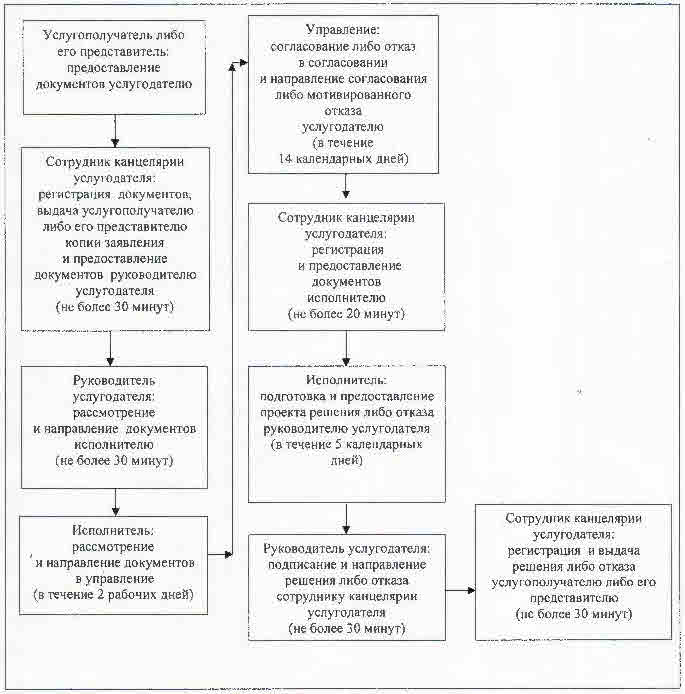 Услугополучатель либо
его представитель:
предоставление
документов услугодателю
Сотрудник канцелярии
услугодателя:
регистрация документов,
выдача услугополучателю
либо его представителю
копии заявления
и предоставление
документов руководителю
услугодателя
(не более 30 минут)
Руководитель
услугодателя:
рассмотрение
и направление документов
исполнителю
(не более 30 минут)
Исполнитель:
рассмотрение
и направление документов
в управление
(в течение 2 рабочих дней)
Управление:
согласование либо отказ
в согласовании
и направление согласования
либо мотивированного
отказа
услугодателю
(в течение
14 календарных дней)
Сотрудник канцелярии
услугодателя:
регистрация
и предоставление
документов
исполнителю
(не более 20 минут)
Исполнитель:
подготовка и предоставление
проекта решения либо отказа
руководителю услугодателя
(в течение 5 календарных
дней)
Руководитель услугодателя:
подписание и направление
решения либо отказа
сотруднику канцелярии
услугодателя
(не более 30 минут)
Сотрудник канцелярии
услугодателя:
регистрация и выдача
решения либо отказа
услугополучателю либо его
представителю
(не более 30 минут)